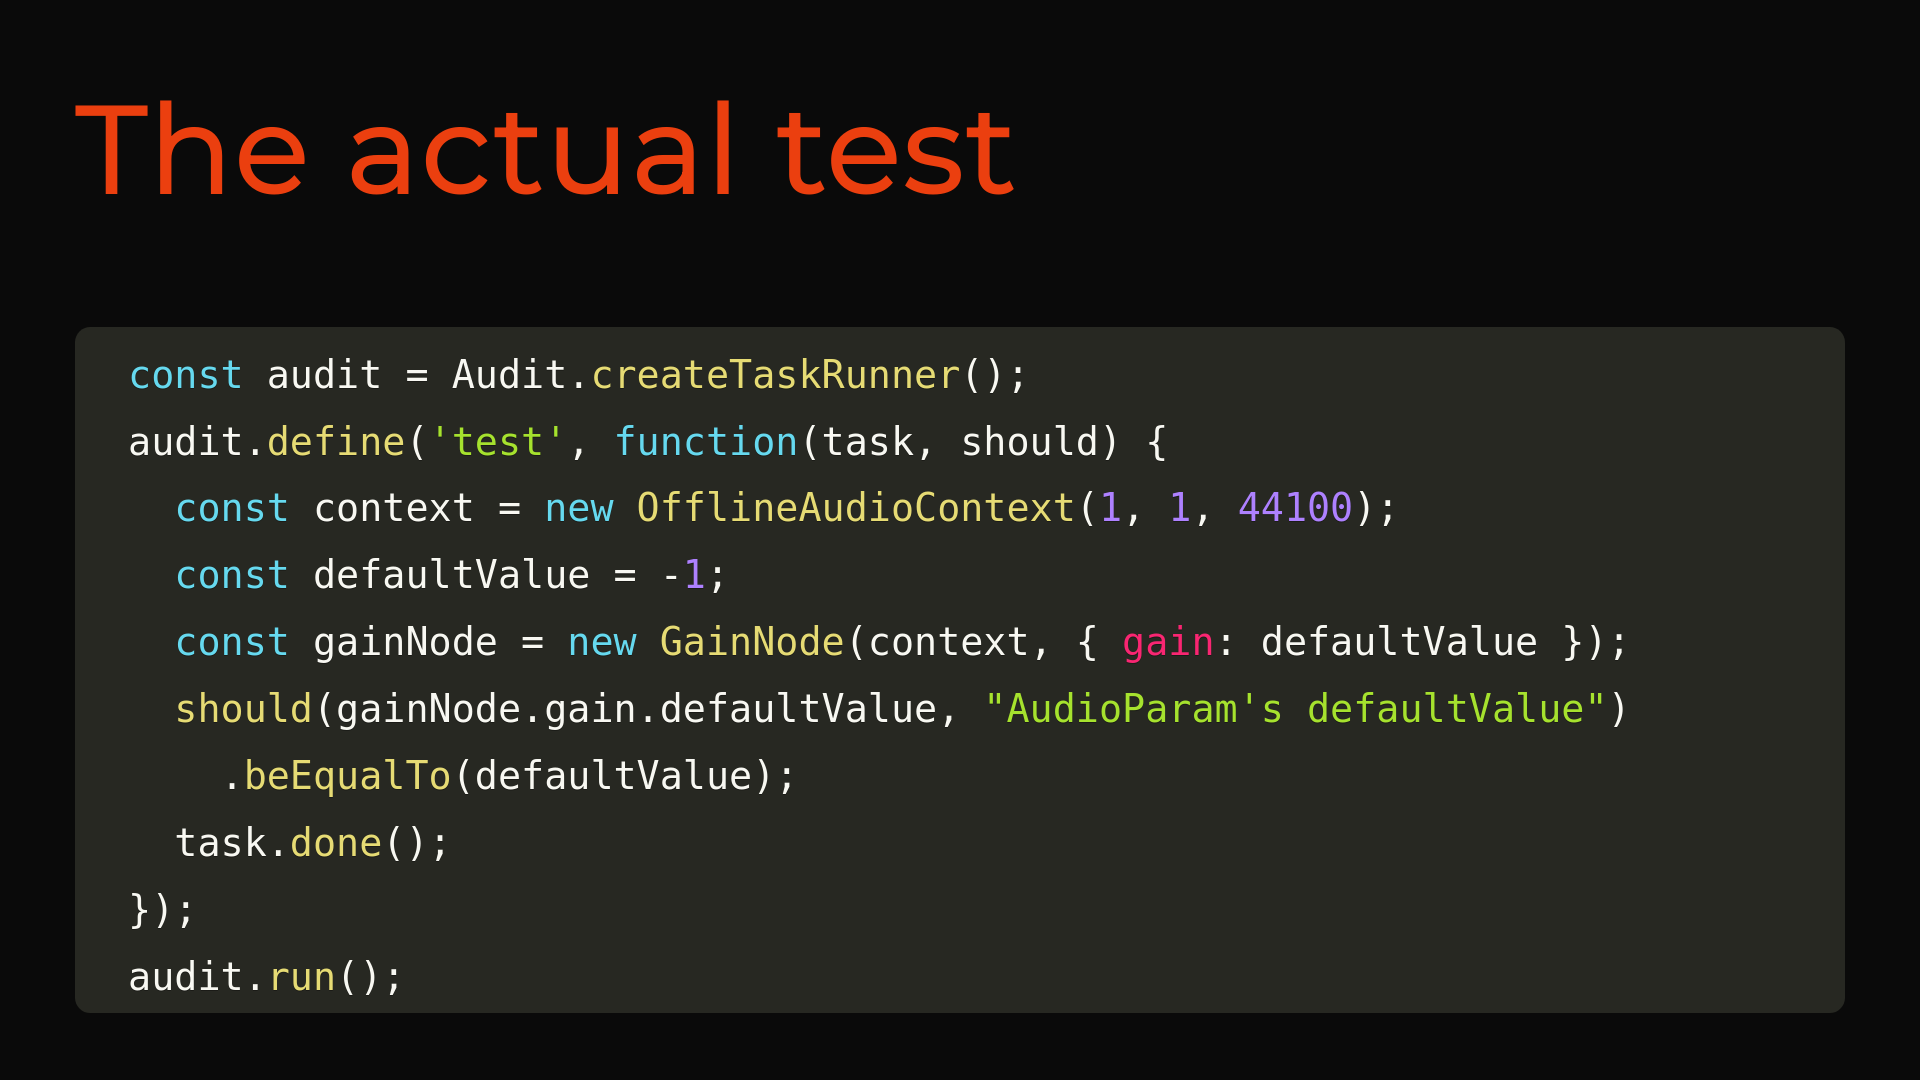 The actual test
const audit = Audit.createTaskRunner();
audit.define('test', function(task, should) {
  const context = new OfflineAudioContext(1, 1, 44100);
  const defaultValue = -1;
  const gainNode = new GainNode(context, { gain: defaultValue });
  should(gainNode.gain.defaultValue, "AudioParam's defaultValue")
    .beEqualTo(defaultValue);
  task.done();
});
audit.run();